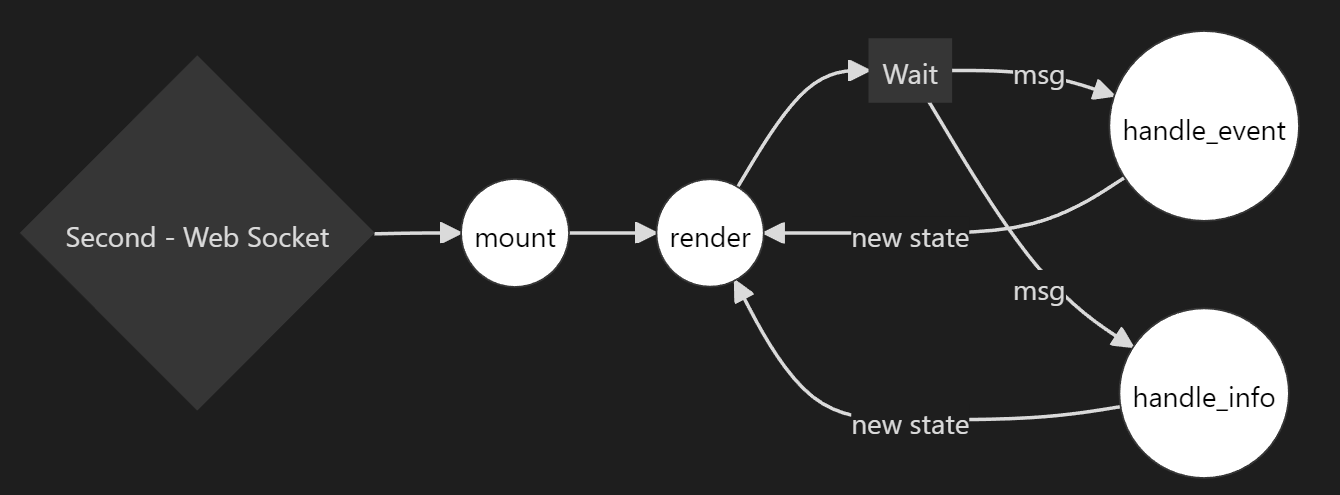 Second - Web Socket
mount
render
Wait
msg
handle_event
new state
msg
handle_info
new state